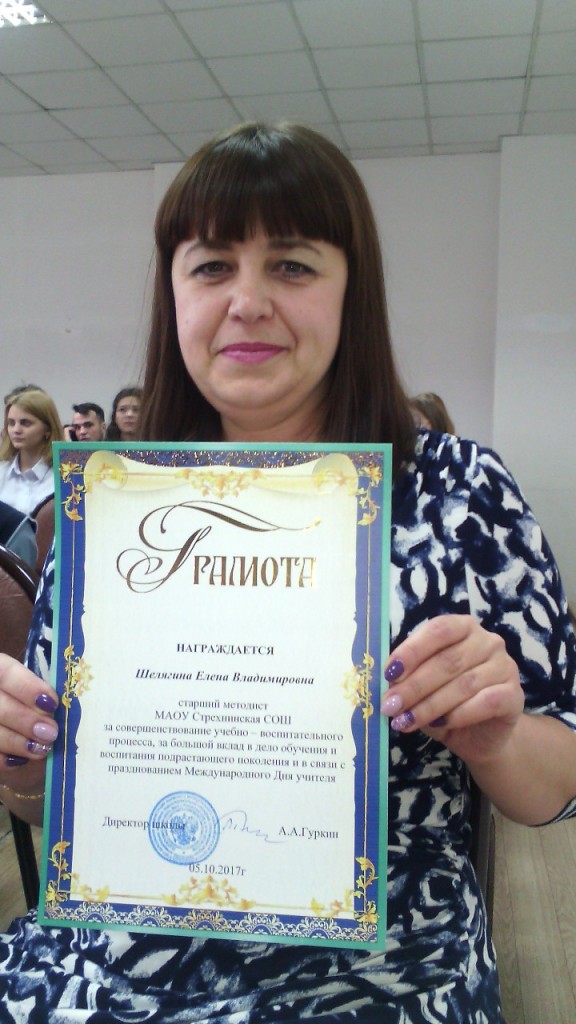 Грамота
НАГРАЖДАЕТСЯ
Шелягина Елена Владимировна
старший методист
МАОУ Стрехнинская СОШ
за совершенствование учебно – воспитательного
процесса, за большой вклад в дело обучения и
воспитания подрастающего поколения и в связи с
празднованием Международного Дня учителя
Директор школы А.А.Гуркин
05.10.2017г